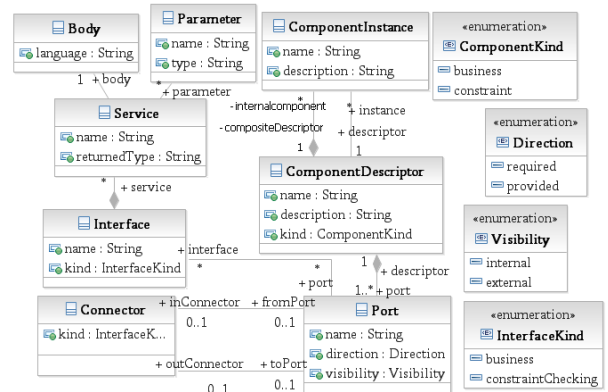 Body
language : String
1 + body
Parameter
name : String
type : String
*
+ parameter
Service
name : String
returnedType : String
* + service
Interface
name : String
kind : InterfaceKind
+ interface
*
ComponentInstance
name : String
description : String
- internalcomponent
*
- compositeDescriptor
1
* + instance
+ descriptor
1
ComponentDescriptor
name : String
description : String
kind : ComponentKind
1 + descriptor
1..* + port
*
+ port
Connector
kind : InterfaceK...
+ inConnector + fromPort
0..1 0..1
+ outConnector + toPort
0..1 0..1
Port
name : String
direction : Direction
visibility : Visibility
«enumeration»
ComponentKind
business
constraint
«enumeration»
Direction
required
provided
«enumeration»
Visibility
internal
external
«enumeration»
InterfaceKind
business
constraintChecking